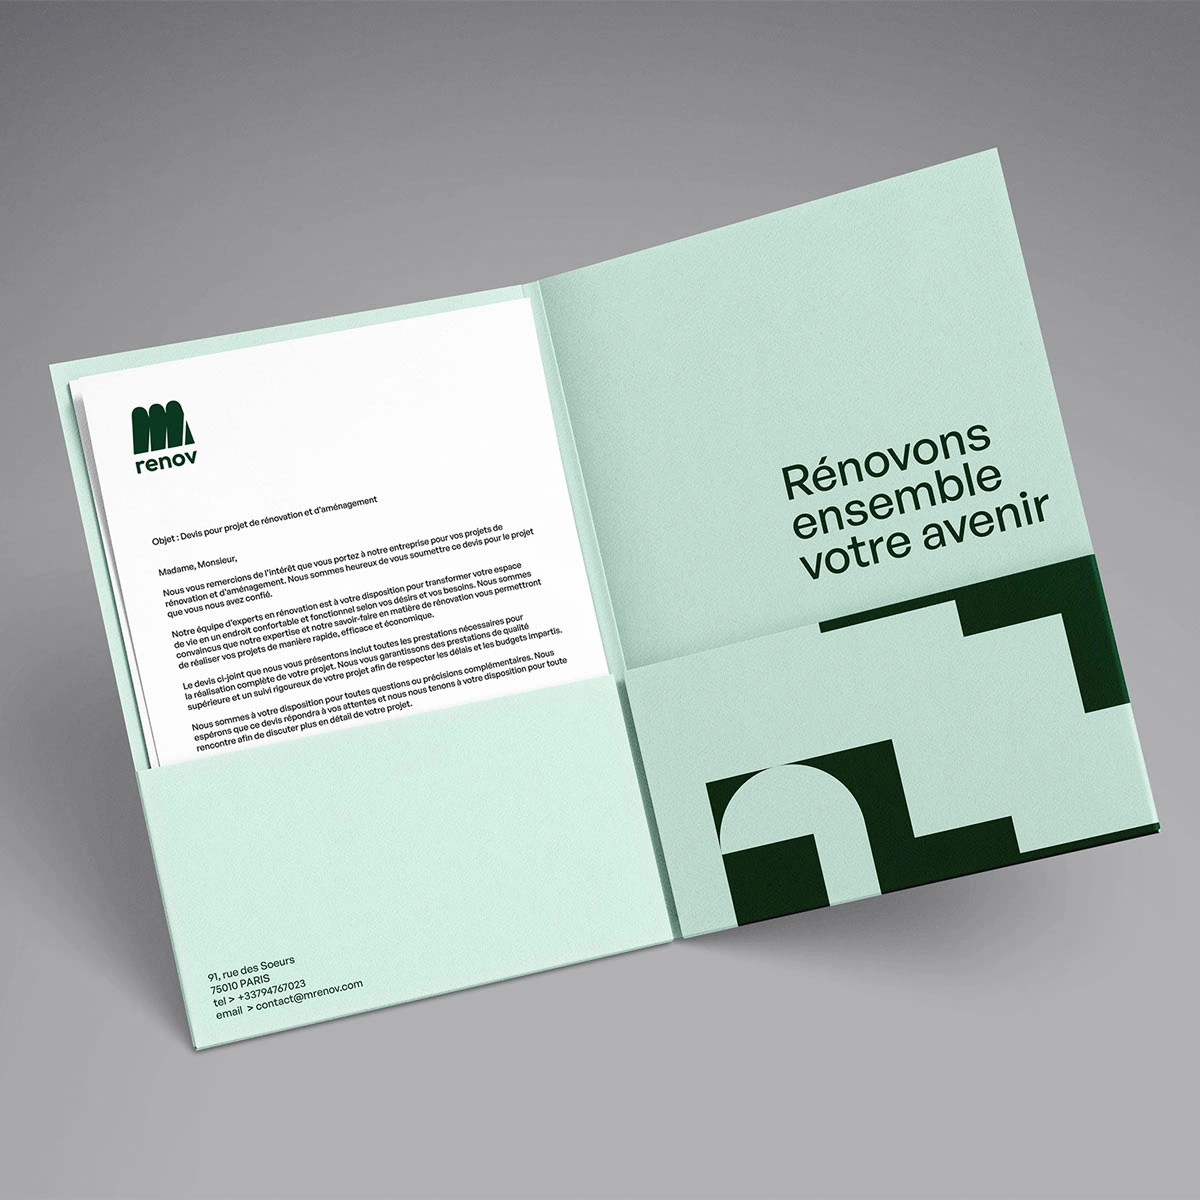 renov
Objet : Devis pour projet de rénovation et d'aménagement
Madame, Monsieur,
Nous vous remercions de l'intérêt que vous portez à notre entreprise pour vos projets de
rénovation et d'aménagement. Nous sommes heureux de vous soumettre ce devis pour le projet
que vous nous avez confié.
Notre équipe d'experts en rénovation est à votre disposition pour transformer votre espace
de vie en un endroit confortable et fonctionnel selon vos désirs et vos besoins. Nous sommes
convaincus que notre expertise et notre savoir-faire en matière de rénovation vous permettront
de réaliser vos projets de manière rapide, efficace et économique.
Le devis ci-joint que nous vous présentons inclut toutes les prestations nécessaires pour
la réalisation complète de votre projet. Nous vous garantissons des prestations de qualité
supérieure et un suivi rigoureux de votre projet afin de respecter les délais et les budgets impartis.
Nous sommes à votre disposition pour toutes questions ou précisions complémentaires. Nous
espérons que ce devis répondra à vos attentes et nous nous tenons à votre disposition pour toute
rencontre afin de discuter plus en détail de votre projet.
91, rue des Soeurs
75010 PARIS
tel > +33794767023
email > contact@mrenov.com
Rénovons
ensemble
votre avenir